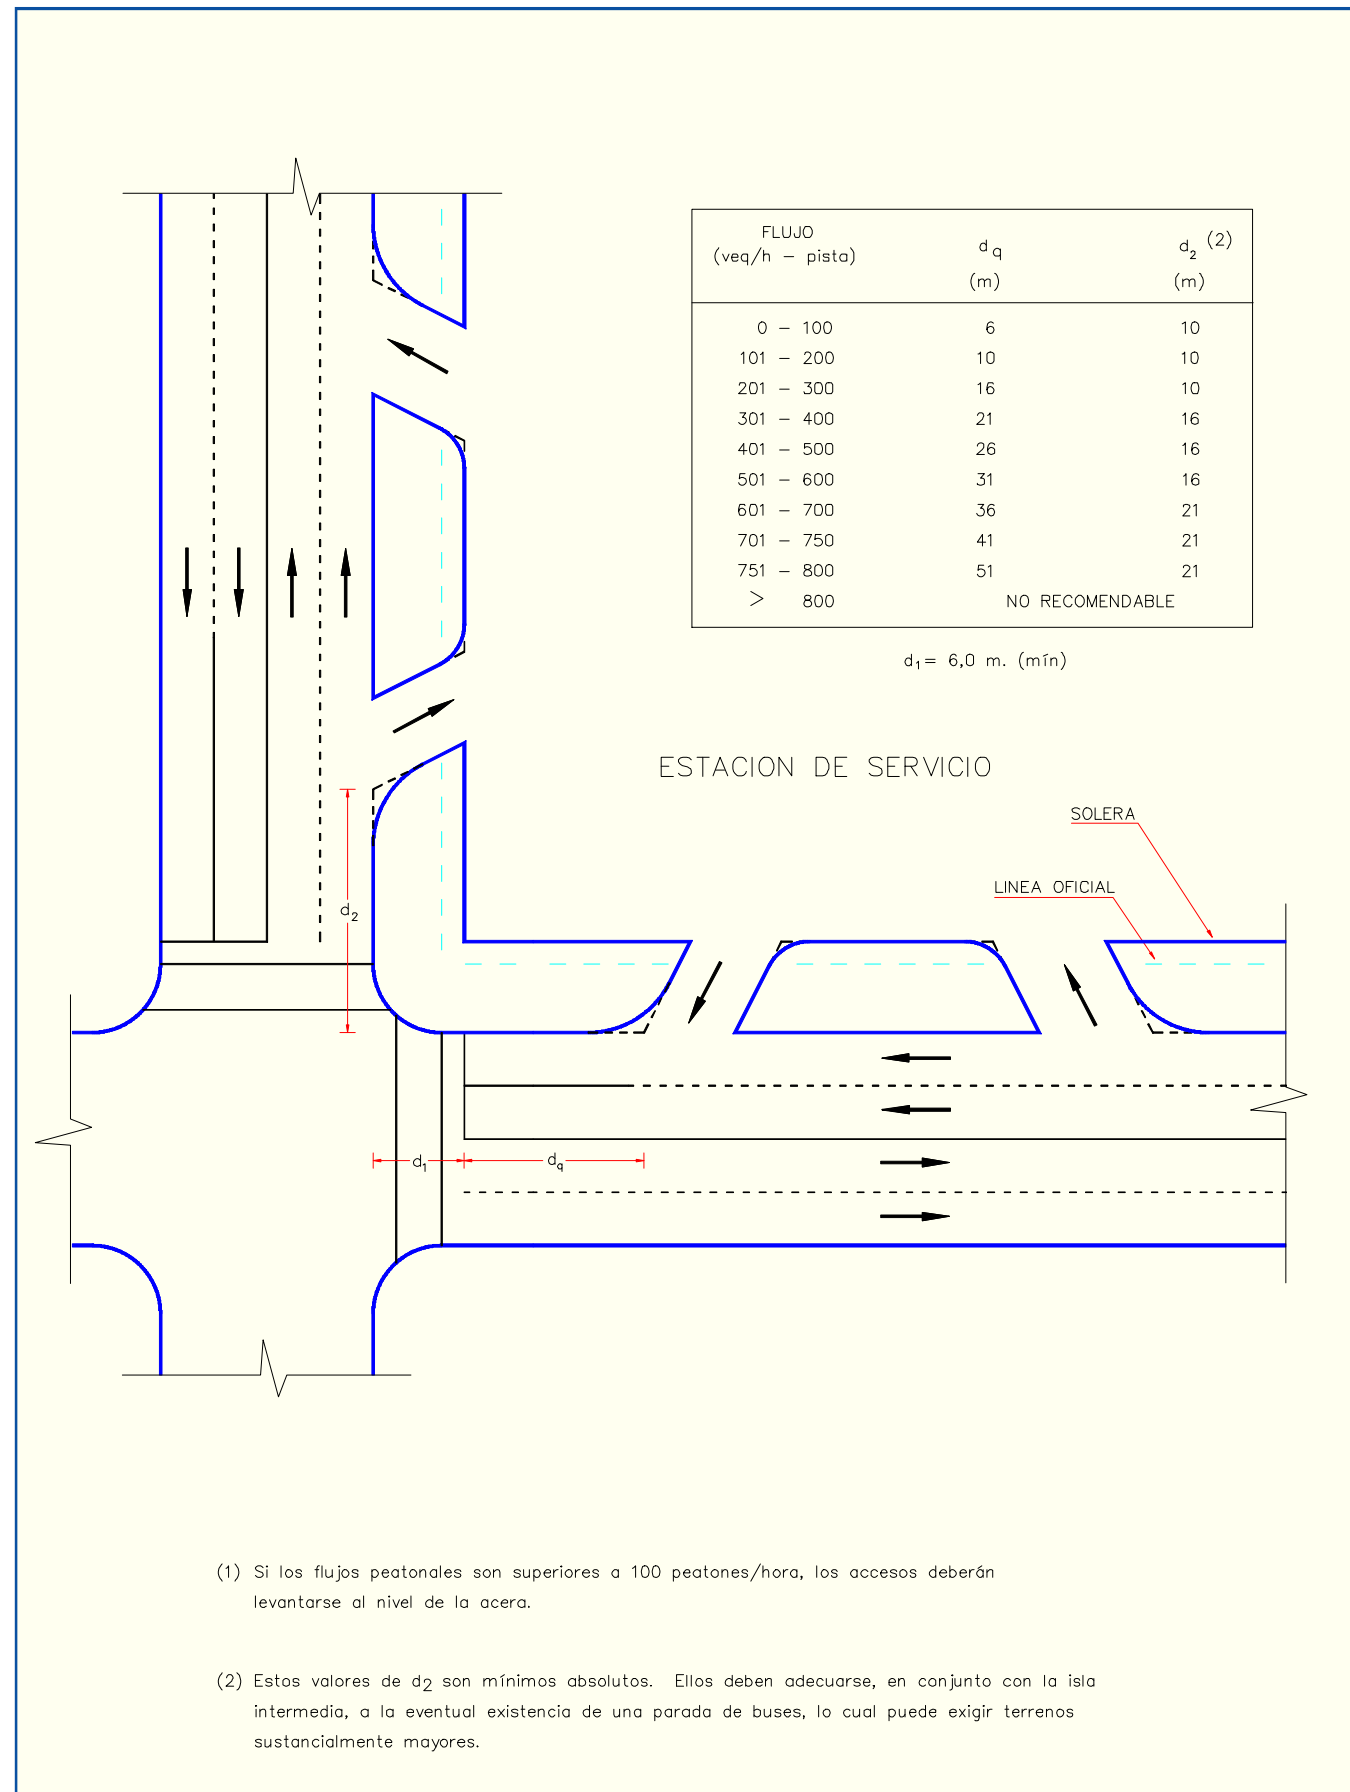 FLUJO
(veq/h – pista)
d q
(m)
d2 (2)
(m)
0 – 100 6 10
101 – 200 10 10
201 – 300 16 10
301 – 400 21 16
401 – 500 26 16
501 – 600 31 16
601 – 700 36 21
701 – 750 41 21
751 – 800 51 21
> 800 NO RECOMENDABLE
d1= 6,0 m. (mín)
ESTACION DE SERVICIO
SOLERA
LINEA OFICIAL
d2
d1
dq
(1) Si los flujos peatonales son superiores a 100 peatones/hora, los accesos deberán
levantarse al nivel de la acera.
(2) Estos valores de d2 son mínimos absolutos. Ellos deben adecuarse, en conjunto con la isla
intermedia, a la eventual existencia de una parada de buses, lo cual puede exigir terrenos
sustancialmente mayores.